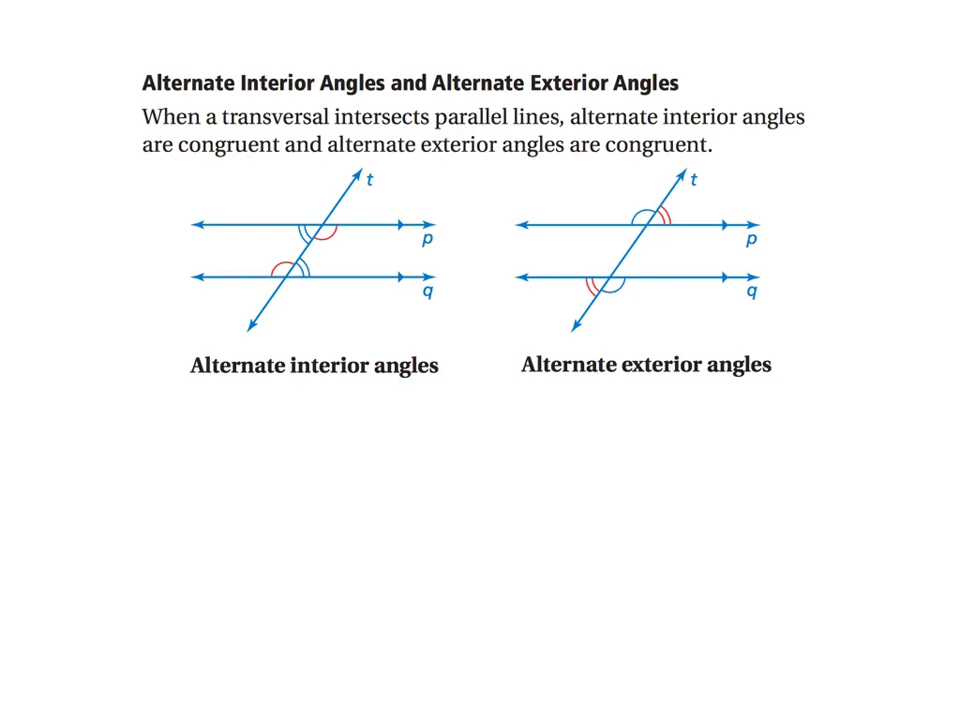 Alternate Interior Angles and Alternate Exterior Angles
When a transversal intersects parallel lines, alternate interior angles
are congruent and alternate exterior angles are congruent.
t
p
q
t
p
q
Alternate interior angles
Alternate exterior angles